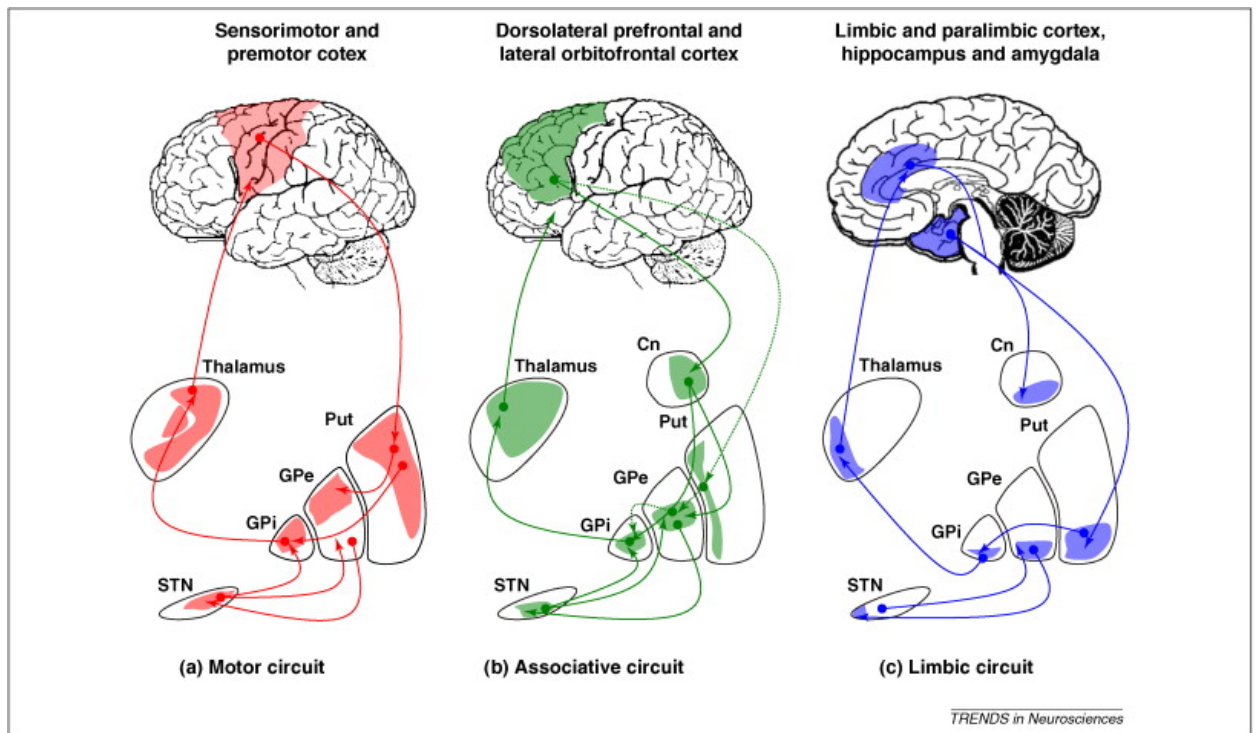 Sensorimotor and
premotor cotex
Dorsolateral prefrontal and
lateral orbitofrontal cortex
Limbic and paralimbic cortex,
hippocampus and amygdala
Thalamus
Put
GPe
GPi
STN
Cn
Thalamus
Put
GPe
GPi
STN
Cn
Thalamus
Put
GPe
GPi
STN
(a) Motor circuit
(b) Associative circuit
(c) Limbic circuit
TRENDS in Neurosciences